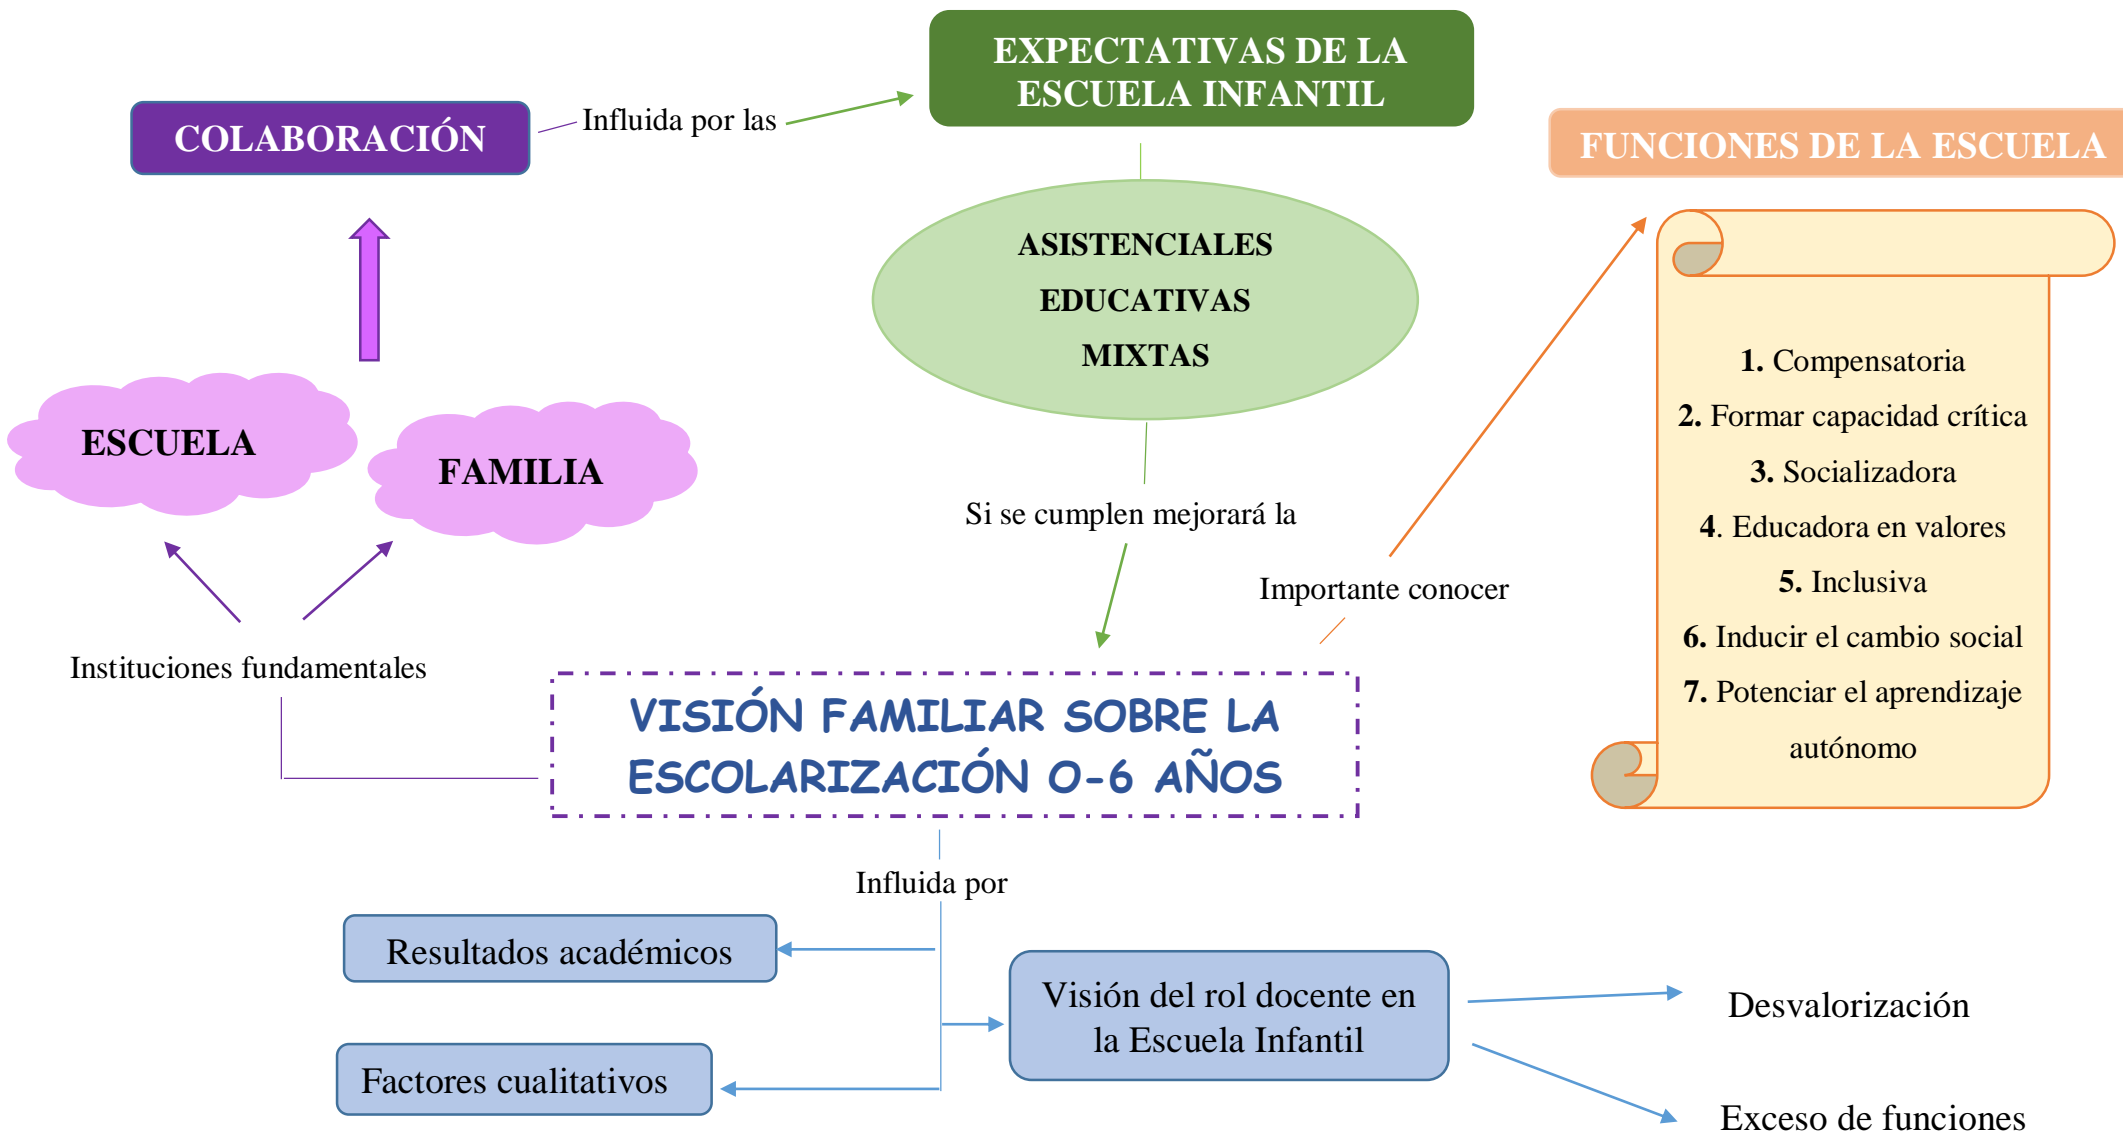 EXPECTATIVAS DE LA
ESCUELA INFANTIL
COLABORACIÓN
Influida por las
FUNCIONES DE LA ESCUELA
ASISTENCIALES
EDUCATIVAS
MIXTAS
1. Compensatoria
2. Formar capacidad crítica
3. Socializadora
4. Educadora en valores
5. Inclusiva
6. Inducir el cambio social
7. Potenciar el aprendizaje
autónomo
ESCUELA
FAMILIA
Si se cumplen mejorará la
Importante conocer
Instituciones fundamentales
VISIÓN FAMILIAR SOBRE LA
ESCOLARIZACIÓN 0-6 AÑOS
Influida por
Resultados académicos
Visión del rol docente en
la Escuela Infantil
Factores cualitativos
Desvalorización
Exceso de funciones